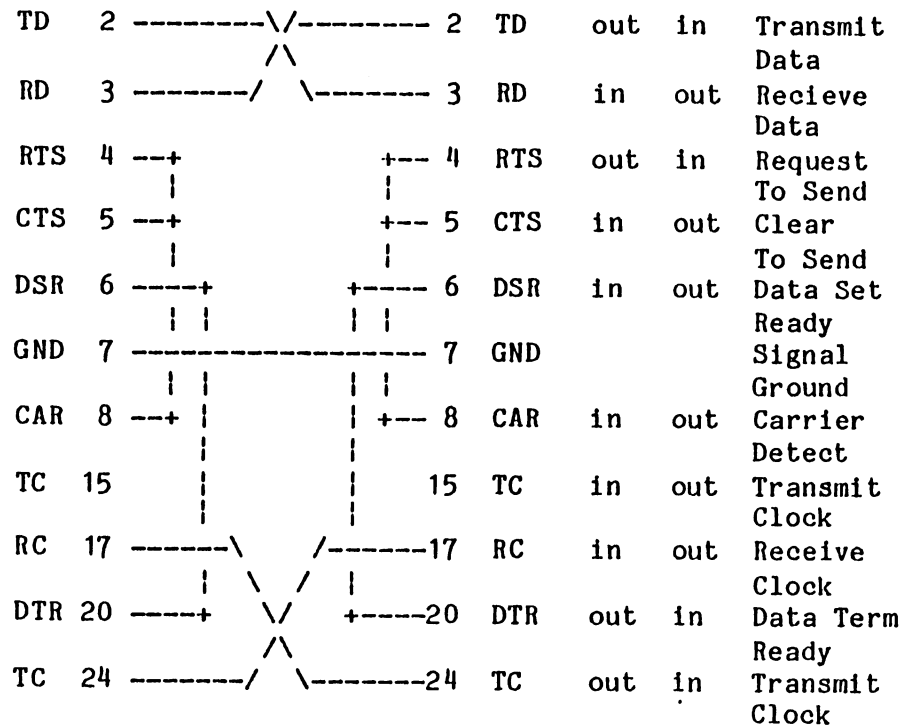 TD 2 --------\/-------- 2 TD out in Transmit
/\ Data
RD 3 -------/ \------- 3 RD in out Recieve
Data
RTS 4 --+ +-- 4 RTS out in Request
| | To Send
CTS 5 --+ +-- 5 CTS in out Clear
| | To Send
DSR 6 ----+ +---- 6 DSR in out Data Set
| | | | Ready
GND 7 ------------------ 7 GND Signal
| | | | Ground
CAR 8 --+ | | +-- 8 CAR in out Carrier
| | Detect
TC 15 | | 15 TC in out Transmit
| | Clock
RC 17 ------\ /------17 RC in out Receive
| \ / | Clock
DTR 20 ----+ \/ +----20 DTR out in Data Term
/\ Ready
TC 24 -------/ \-------24 TC out in Transmit
Clock